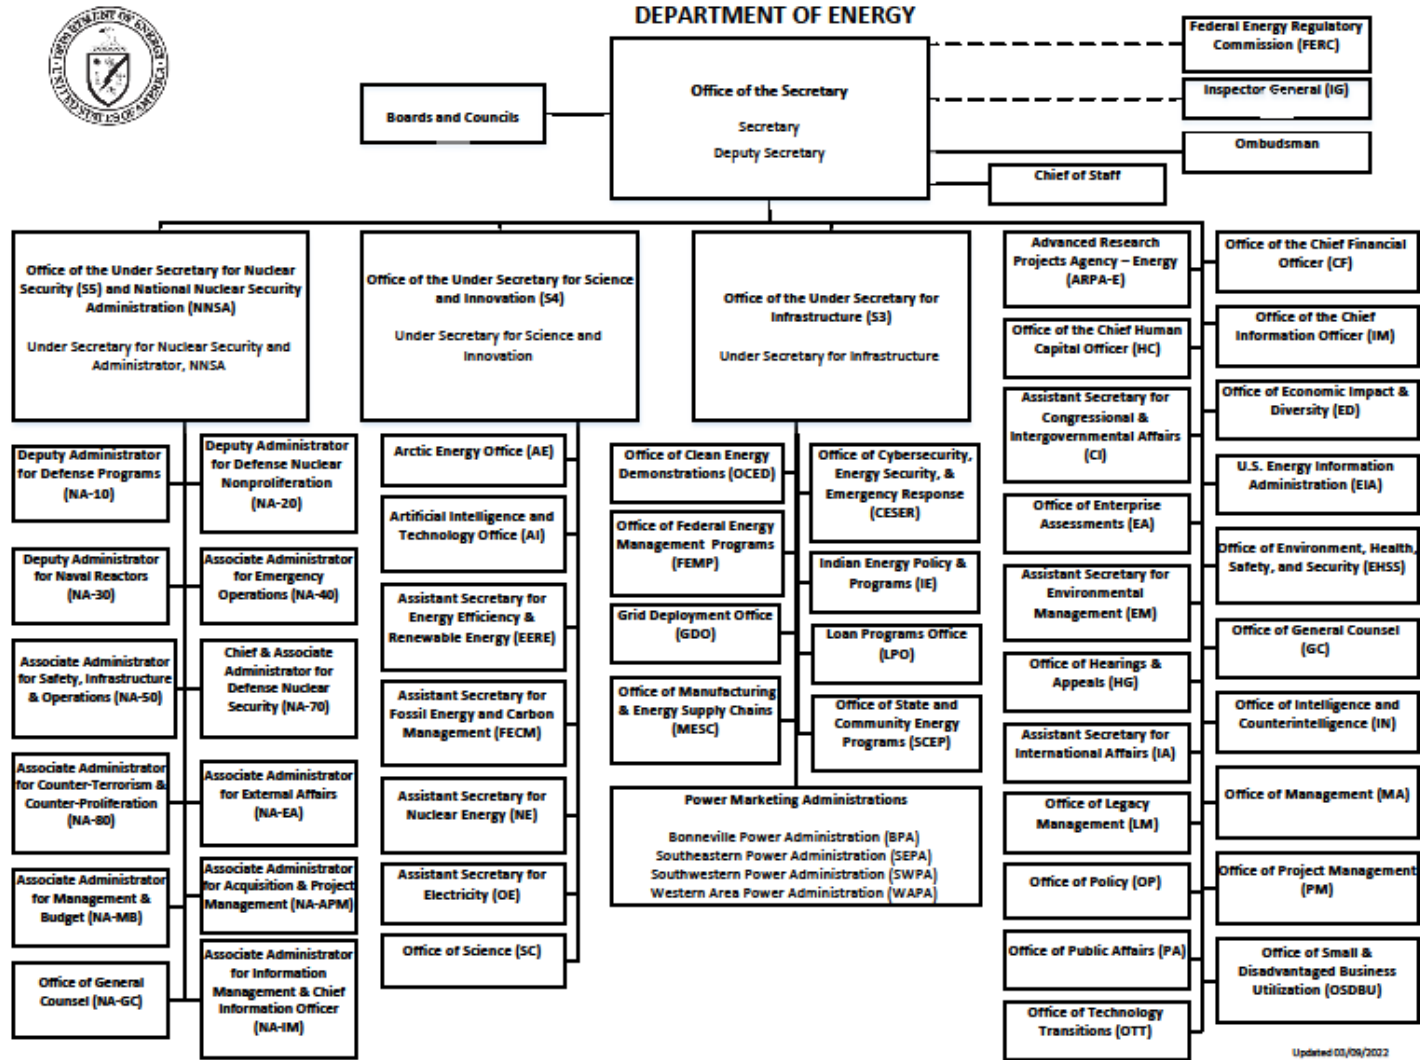 DEPARTMENT OF ENERGY
DEPARTMENT OF ENERGY
UNITED STATES OF AMERICA
Federal Energy Regulatory
Commission (FERC)
Inspector General (IG)
Ombudsman
Chief of Staff
Boards and Councils
Office of the Secretary
Secretary
Deputy Secretary
Office of the Under Secretary for Nuclear
Security (S5) and National Nuclear Security
Administration (NNSA)
Under Secretary for Nuclear Security and
Administrator, NNSA
Deputy Administrator
for Defense Programs
(NA-10)
Deputy Administrator
for Defense Nuclear
Nonproliferation
(NA-20)
Deputy Administrator
for Naval Reactors
(NA-30)
Associate Administrator
for Emergency
Operations (NA-40)
Associate Administrator
for Safety, Infrastructure
& Operations (NA-50)
Chief & Associate
Administrator for
Defense Nuclear
Security (NA-70)
Associate Administrator
for Counter-Terrorism &
Counter-Proliferation
(NA-80)
Associate Administrator
for External Affairs
(NA-EA)
Associate Administrator
for Management &
Budget (NA-MB)
Associate Administrator
for Acquisition & Project
Management (NA-APM)
Office of General
Counsel (NA-GC)
Associate Administrator
for Information
Management & Chief
Information Officer
(NA-IM)
Office of the Under Secretary for Science
and Innovation (S4)
Under Secretary for Science and
Innovation
Arctic Energy Office (AE)
Artificial Intelligence and
Technology Office (AI)
Assistant Secretary for
Energy Efficiency &
Renewable Energy (EERE)
Assistant Secretary for
Fossil Energy and Carbon
Management (FECM)
Assistant Secretary for
Nuclear Energy (NE)
Assistant Secretary for
Electricity (OE)
Office of Science (SC)
Office of the Under Secretary for
Infrastructure (S3)
Under Secretary for Infrastructure
Office of Clean Energy
Demonstrations (OCED)
Office of Cybersecurity,
Energy Security, &
Emergency Response
(CESER)
Office of Federal Energy
Management Programs
(FEMP)
Indian Energy Policy &
Programs (IE)
Grid Deployment Office
(GDO)
Loan Programs Office
(LPO)
Office of Manufacturing
& Energy Supply Chains
(MESC)
Office of State and
Community Energy
Programs (SCEP)
Power Marketing Administrations
Bonneville Power Administration (BPA)
Southeastern Power Administration (SEPA)
Southwestern Power Administration (SWPA)
Western Area Power Administration (WAPA)
Advanced Research
Projects Agency – Energy
(ARPA-E)
Office of the Chief Financial
Officer (CF)
Office of the Chief Human
Capital Officer (HC)
Office of the Chief
Information Officer (IM)
Assistant Secretary for
Congressional &
Intergovernmental Affairs
(CI)
Office of Economic Impact &
Diversity (ED)
U.S. Energy Information
Administration (EIA)
Office of Enterprise
Assessments (EA)
Office of Environment, Health,
Safety, and Security (EHSS)
Assistant Secretary for
Environmental
Management (EM)
Office of General Counsel
(GC)
Office of Hearings &
Appeals (HG)
Office of Intelligence and
Counterintelligence (IN)
Assistant Secretary for
International Affairs (IA)
Office of Management (MA)
Office of Legacy
Management (LM)
Office of Project Management
(PM)
Office of Policy (OP)
Office of Public Affairs (PA)
Office of Small &
Disadvantaged Business
Utilization (OSDBU)
Office of Technology
Transitions (OTT)
Updated 03/09/2022